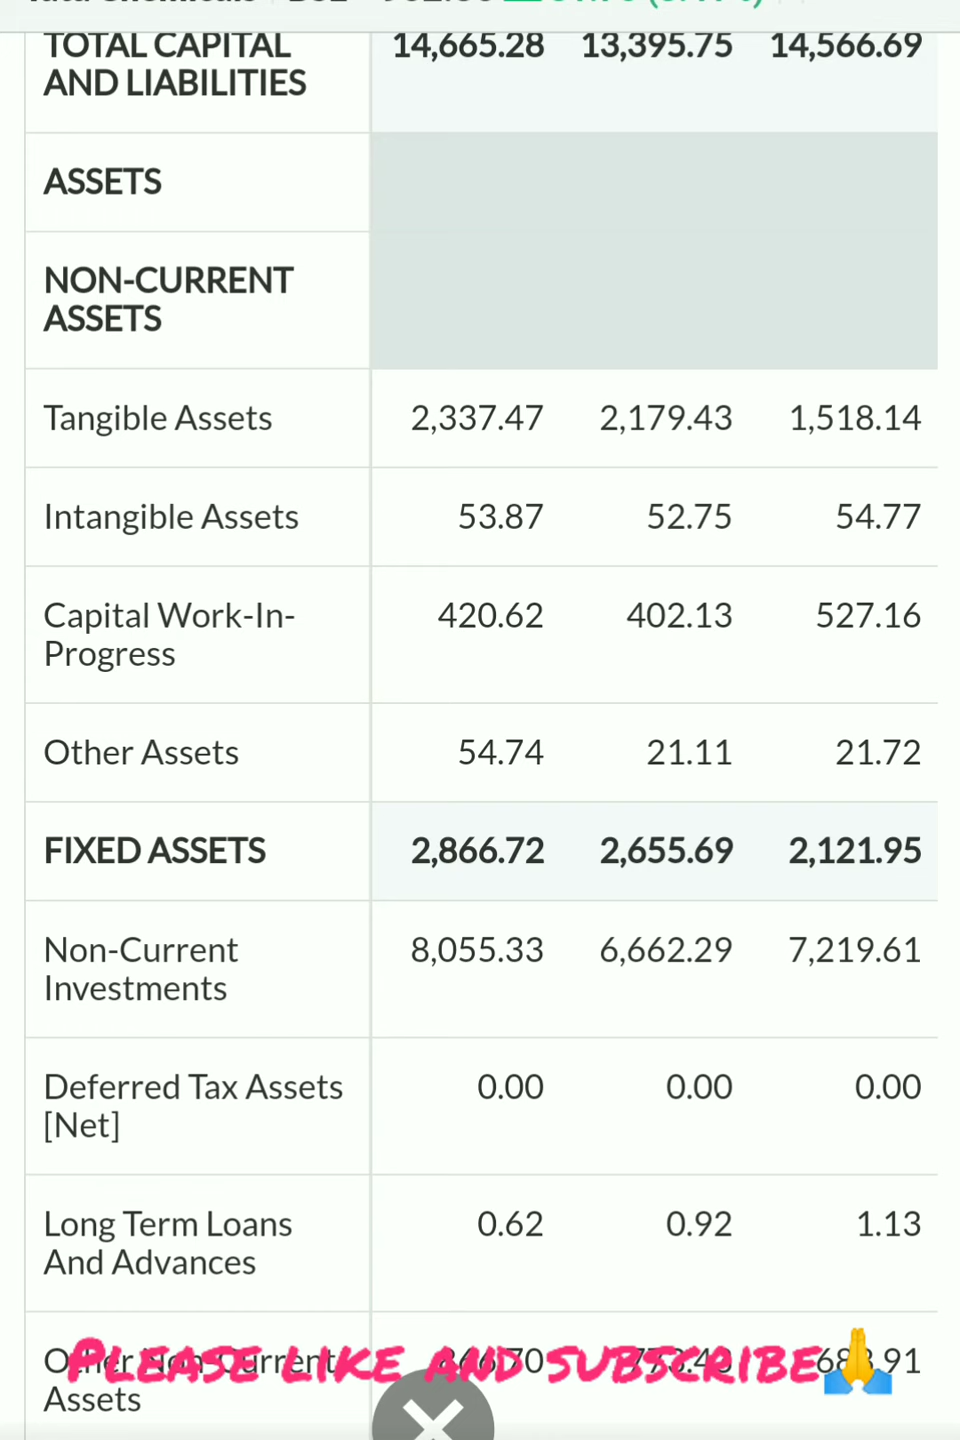 TOTAL CAPITAL 14,665.28 13,395.75 14,566.69
AND LIABILITIES
ASSETS
NON-CURRENT
ASSETS
Tangible Assets 2,337.47 2,179.43 1,518.14
Intangible Assets 53.87 52.75 54.77
Capital Work-In- 420.62 402.13 527.16
Progress
Other Assets 54.74 21.11 21.72
FIXED ASSETS 2,866.72 2,655.69 2,121.95
Non-Current 8,055.33 6,662.29 7,219.61
Investments
Deferred Tax Assets 0.00 0.00 0.00
[Net]
Long Term Loans 0.62 0.92 1.13
And Advances
Other Non-Current
PLEASE LIKE AND SUBSCRIBE🙏
Assets